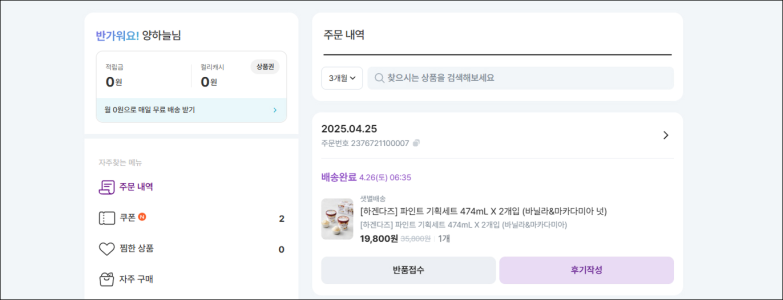 반가워요! 양하늘님
적립금
0원
컬리캐시
0원
상품권
월 0원으로 매일 무료 배송 받기
자주찾는 메뉴
주문 내역
쿠폰 N
2
찜한 상품
0
자주 구매
주문 내역
3개월
찾으시는 상품을 검색해보세요
2025.04.25
주문번호 2376721100007
배송완료 4.26(토) 06:35
샛별배송
[하겐다즈] 파인트 기획세트 474mL X 2개입 (바닐라&마카다미아 넛)
[하겐다즈] 파인트 기획세트 474mL X 2개입 (바닐라&마카다미아)
19,800원 35,800원 1개
반품접수
후기작성